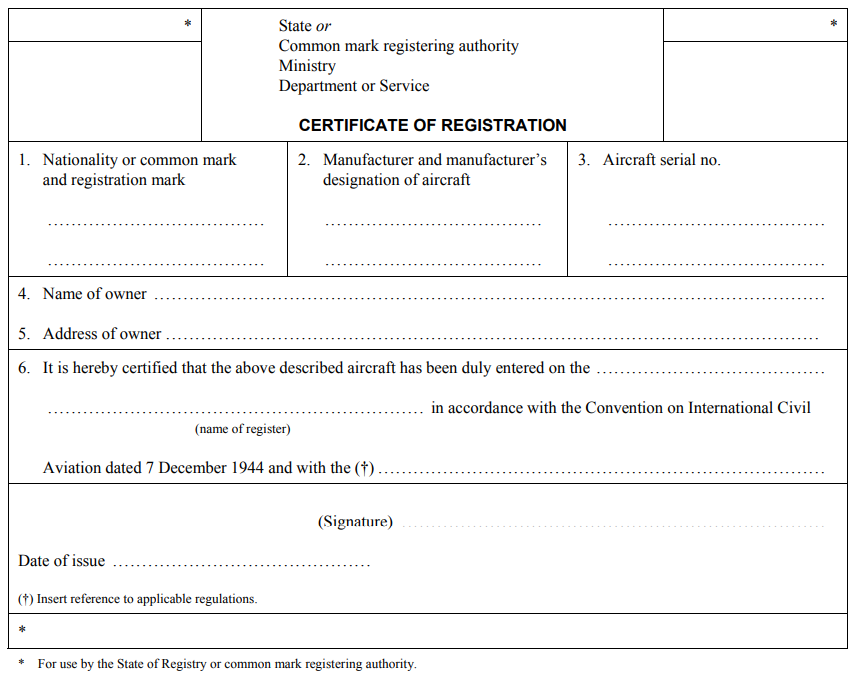 *
State or
Common mark registering authority
Ministry
Department or Service
CERTIFICATE OF REGISTRATION
*
1. Nationality or common mark
and registration mark
....................................
....................................
2. Manufacturer and manufacturer’s
designation of aircraft
....................................
....................................
3. Aircraft serial no.
....................................
....................................
4. Name of owner ....................................
5. Address of owner ....................................
6. It is hereby certified that the above described aircraft has been duly entered on the ....................................
.................................... in accordance with the Convention on International Civil
(name of register)
Aviation dated 7 December 1944 and with the (†) ....................................
(Signature) ....................................
Date of issue ....................................
(†) Insert reference to applicable regulations.
*
* For use by the State of Registry or common mark registering authority.